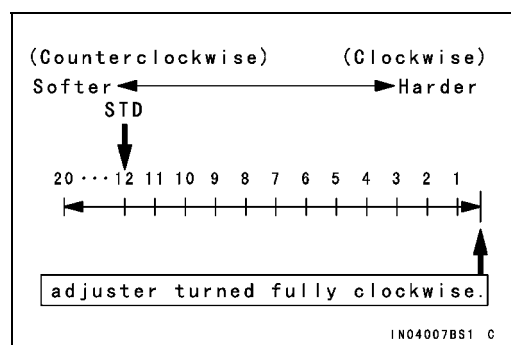 (Counterclockwise) (Clockwise)
Softer Harder
STD
20 ··· 12 11 10 9 8 7 6 5 4 3 2 1
adjuster turned fully clockwise.
IN04007BS1 C